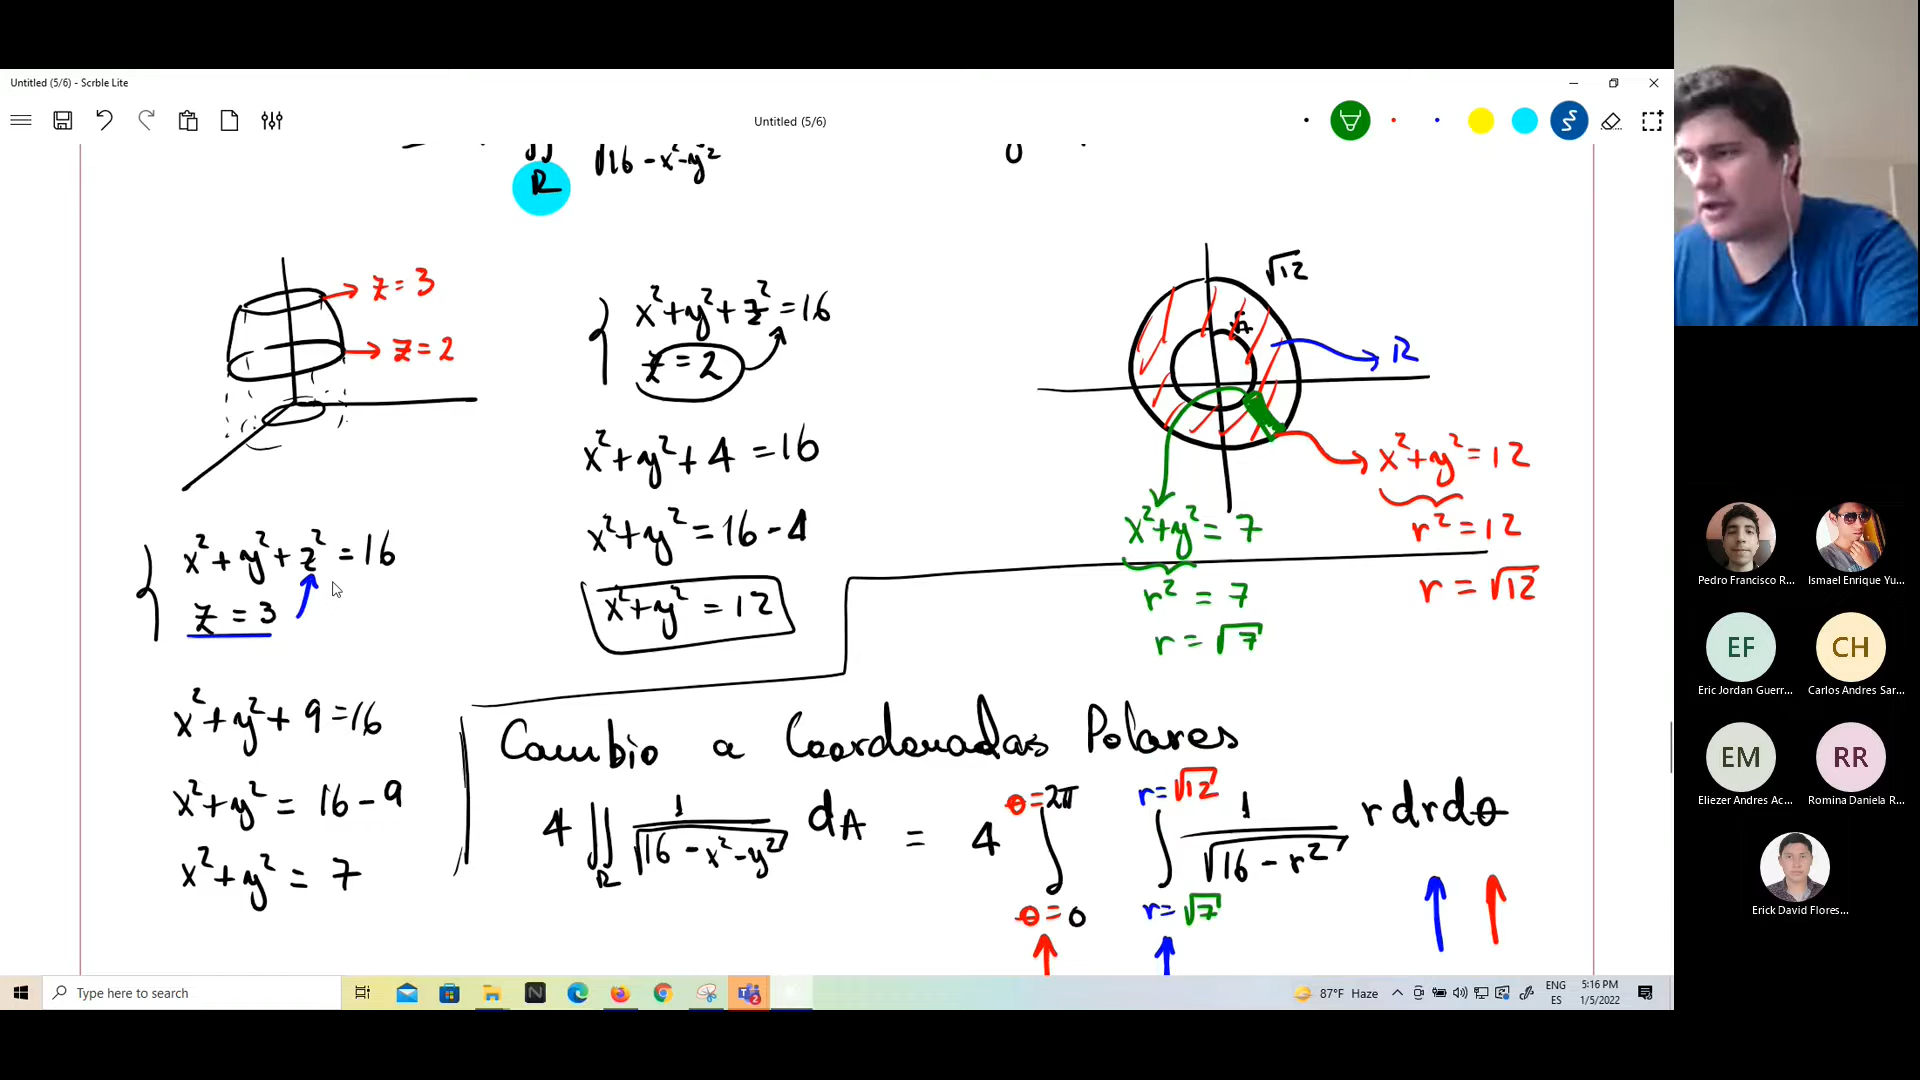 Untitled (5/6) - Scrble Lite
Untitled (5/6)
R
√16 - x² - y²
z = 3
z = 2
x² + y² + z² = 16
z = 2
x² + y² + 4 = 16
x² + y² = 16 - 4
x² + y² = 12
x² + y² + z² = 16
z = 3
x² + y² + 9 = 16
x² + y² = 16 - 9
x² + y² = 7
√12
√7
R
x² + y² = 12
r² = 12
r = √12
x² + y² = 7
r² = 7
r = √7
Cambio a Coordenadas Polares
4 ∬_R 1/√(16 - x² - y²) dA = 4 ∫_{θ=0}^{θ=2π} ∫_{r=√7}^{r=√12} 1/√(16 - r²) r dr dθ
Pedro Francisco R...
Ismael Enrique Yu...
EF
CH
Eric Jordan Guerr...
Carlos Andres Sar...
EM
RR
Eliezer Andres Ac...
Romina Daniela R...
Erick David Flores...
Type here to search
N
2
87°F Haze
ENG
ES
5:16 PM
1/5/2022